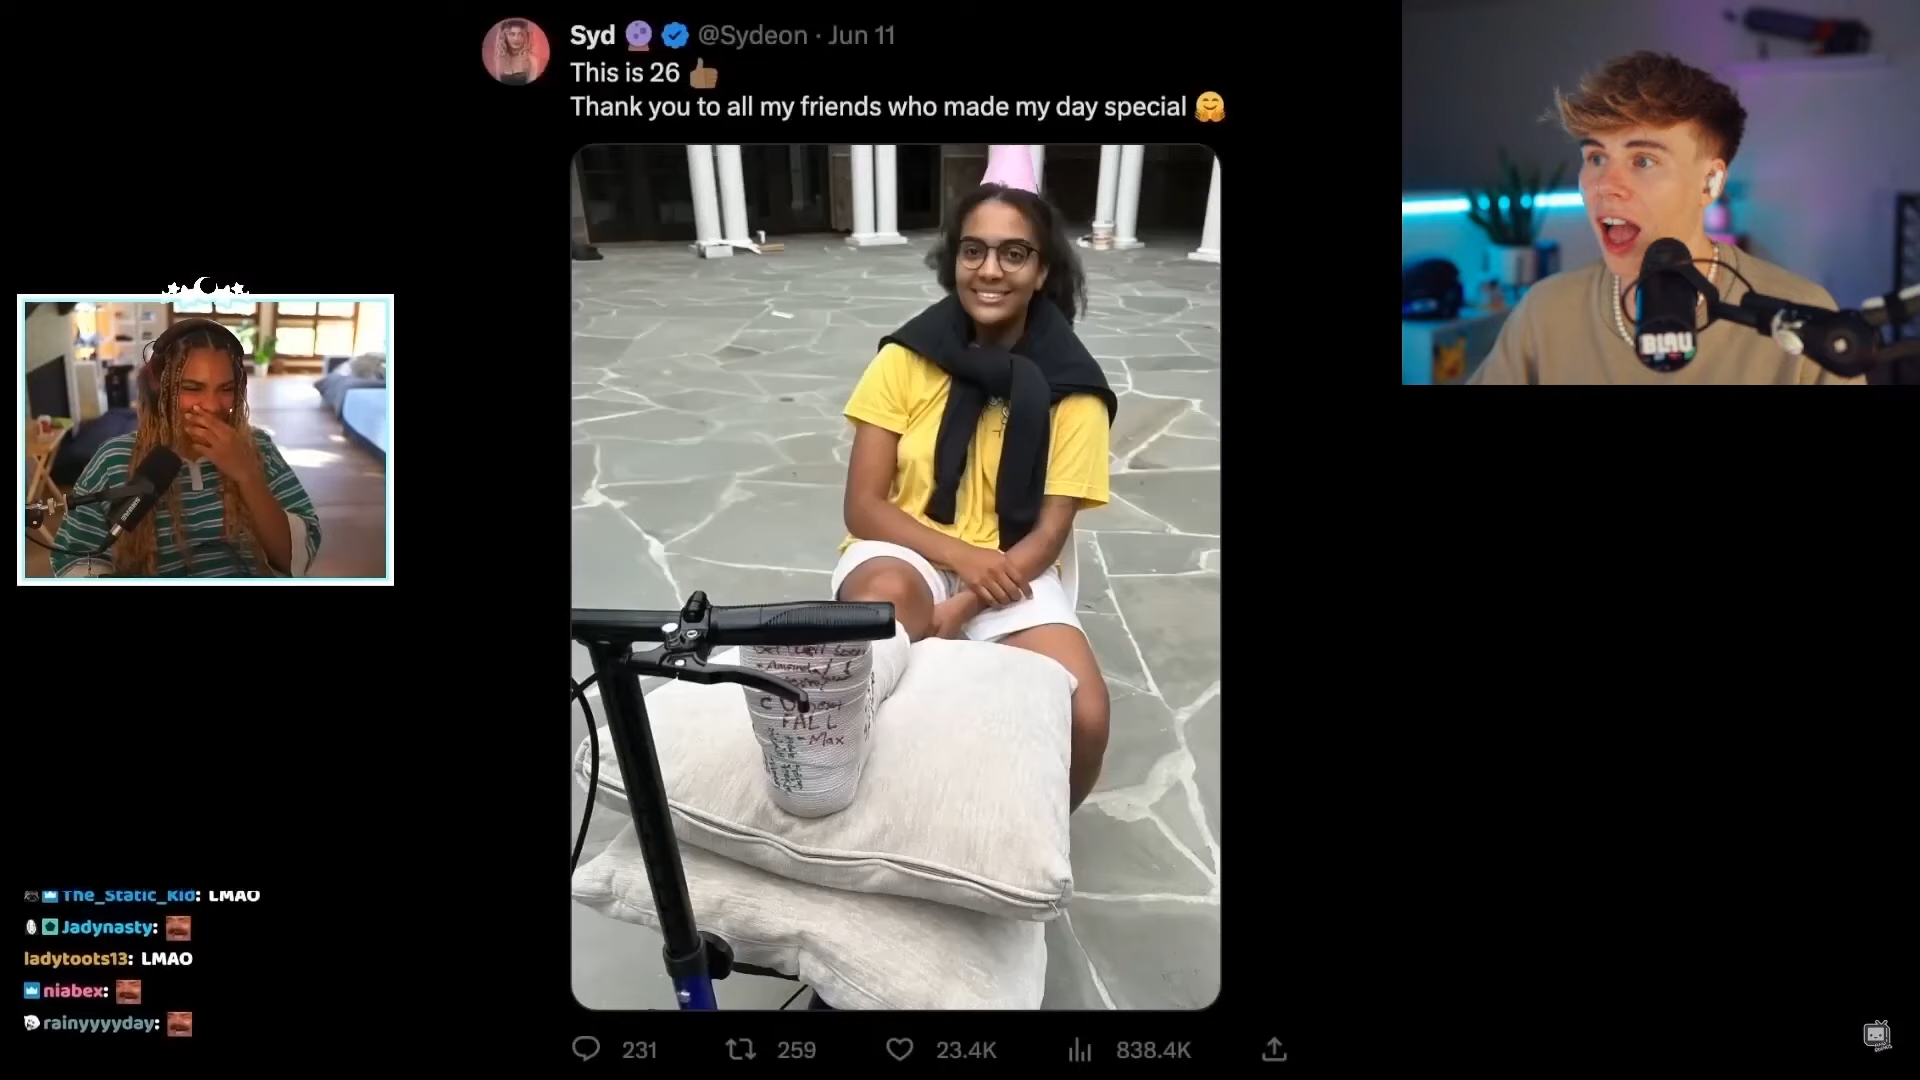 Syd @Sydeon · Jun 11
This is 26 👍🏽
Thank you to all my friends who made my day special 🤗
BLAU
FALL
Max
The_Static_Kid: LMAO
Jadynasty:
ladytoots13: LMAO
niabex:
rainyyyyday:
231 259 23.4K 838.4K